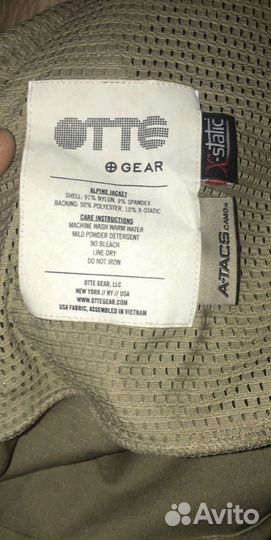 OTTE
GEAR
ALPINE JACKET
SHELL: 91% NYLON, 9% SPANDEX
BACKING: 90% POLYESTER, 10% X-STATIC
CARE INSTRUCTIONS
MACHINE WASH WARM WATER
MILD POWDER DETERGENT
NO BLEACH
LINE DRY
DO NOT IRON
OTTE GEAR, LLC
NEW YORK // NY // USA
WWW.OTTEGEAR.COM
USA FABRIC, ASSEMBLED IN VIETNAM
X-static
A-TACS CAMO
Avito